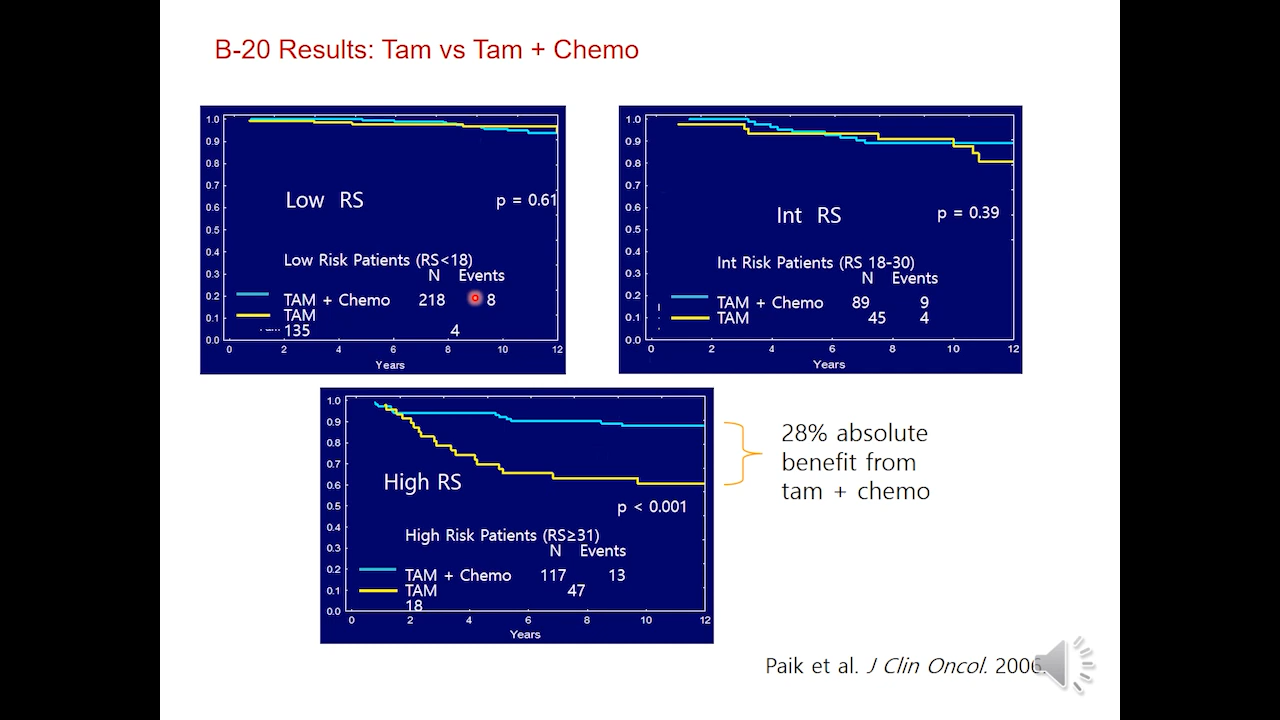 B-20 Results: Tam vs Tam + Chemo
1.0
0.9
0.8
0.7
0.6
0.5
0.4
0.3
0.2
0.1
0.0
Low RS
p = 0.61
Low Risk Patients (RS<18)
N Events
TAM + Chemo 218 8
TAM
135 4
0 2 4 6 8 10 12
Years
1.0
0.9
0.8
0.7
0.6
0.5
0.4
0.3
0.2
0.1
0.0
Int RS
p = 0.39
Int Risk Patients (RS 18-30)
N Events
TAM + Chemo 89 9
TAM 45 4
0 2 4 6 8 10 12
Years
1.0
0.9
0.8
0.7
0.6
0.5
0.4
0.3
0.2
0.1
0.0
High RS
p < 0.001
High Risk Patients (RS≥31)
N Events
TAM + Chemo 117 13
TAM 47
18
0 2 4 6 8 10 12
Years
28% absolute
benefit from
tam + chemo
Paik et al. J Clin Oncol. 2006